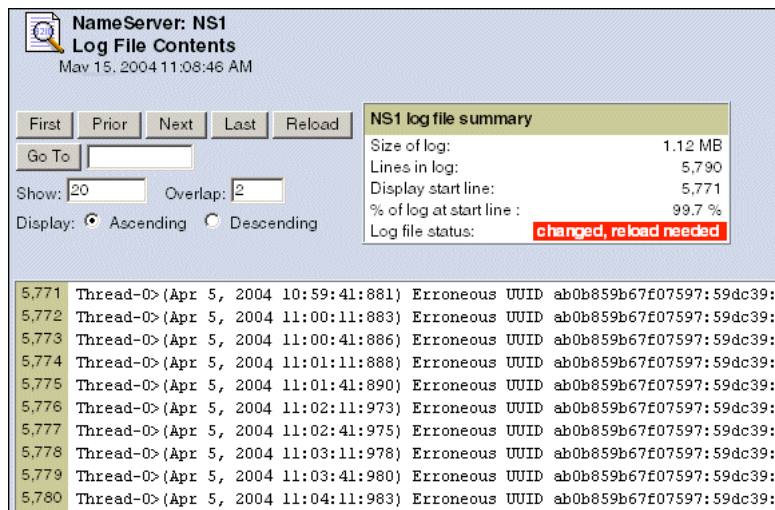 NameServer: NS1
Log File Contents
May 15, 2004 11:08:46 AM
First Prior Next Last Reload
Go To
Show: 20 Overlap: 2
Display: Ascending Descending
NS1 log file summary
Size of log: 1.12 MB
Lines in log: 5,790
Display start line: 5,771
% of log at start line : 99.7 %
Log file status: changed, reload needed
5,771 Thread-0>(Apr 5, 2004 10:59:41:881) Erroneous UUID ab0b859b67f07597:59dc39:
5,772 Thread-0>(Apr 5, 2004 11:00:11:883) Erroneous UUID ab0b859b67f07597:59dc39:
5,773 Thread-0>(Apr 5, 2004 11:00:41:886) Erroneous UUID ab0b859b67f07597:59dc39:
5,774 Thread-0>(Apr 5, 2004 11:01:11:888) Erroneous UUID ab0b859b67f07597:59dc39:
5,775 Thread-0>(Apr 5, 2004 11:01:41:890) Erroneous UUID ab0b859b67f07597:59dc39:
5,776 Thread-0>(Apr 5, 2004 11:02:11:973) Erroneous UUID ab0b859b67f07597:59dc39:
5,777 Thread-0>(Apr 5, 2004 11:02:41:975) Erroneous UUID ab0b859b67f07597:59dc39:
5,778 Thread-0>(Apr 5, 2004 11:03:11:978) Erroneous UUID ab0b859b67f07597:59dc39:
5,779 Thread-0>(Apr 5, 2004 11:03:41:980) Erroneous UUID ab0b859b67f07597:59dc39:
5,780 Thread-0>(Apr 5, 2004 11:04:11:983) Erroneous UUID ab0b859b67f07597:59dc39: